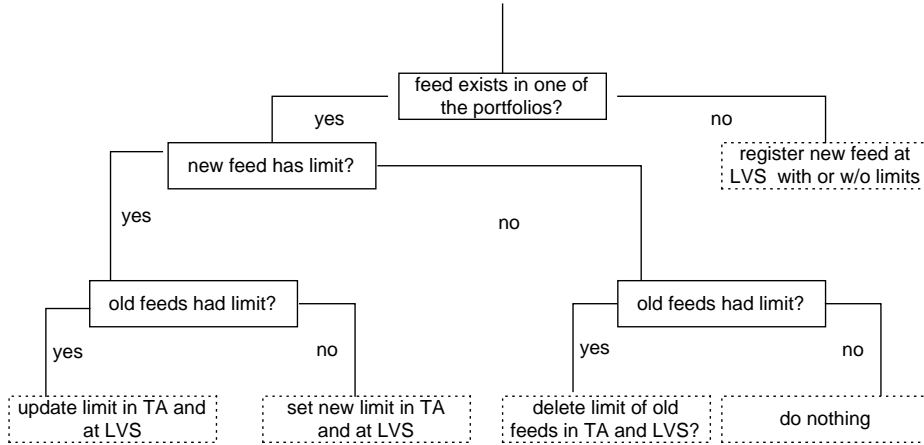 feed exists in one of
the portfolios?
yes
no
new feed has limit?
register new feed at
LVS with or w/o limits
yes
no
old feeds had limit?
old feeds had limit?
yes
no
yes
no
update limit in TA and
at LVS
set new limit in TA
and at LVS
delete limit of old
feeds in TA and LVS?
do nothing